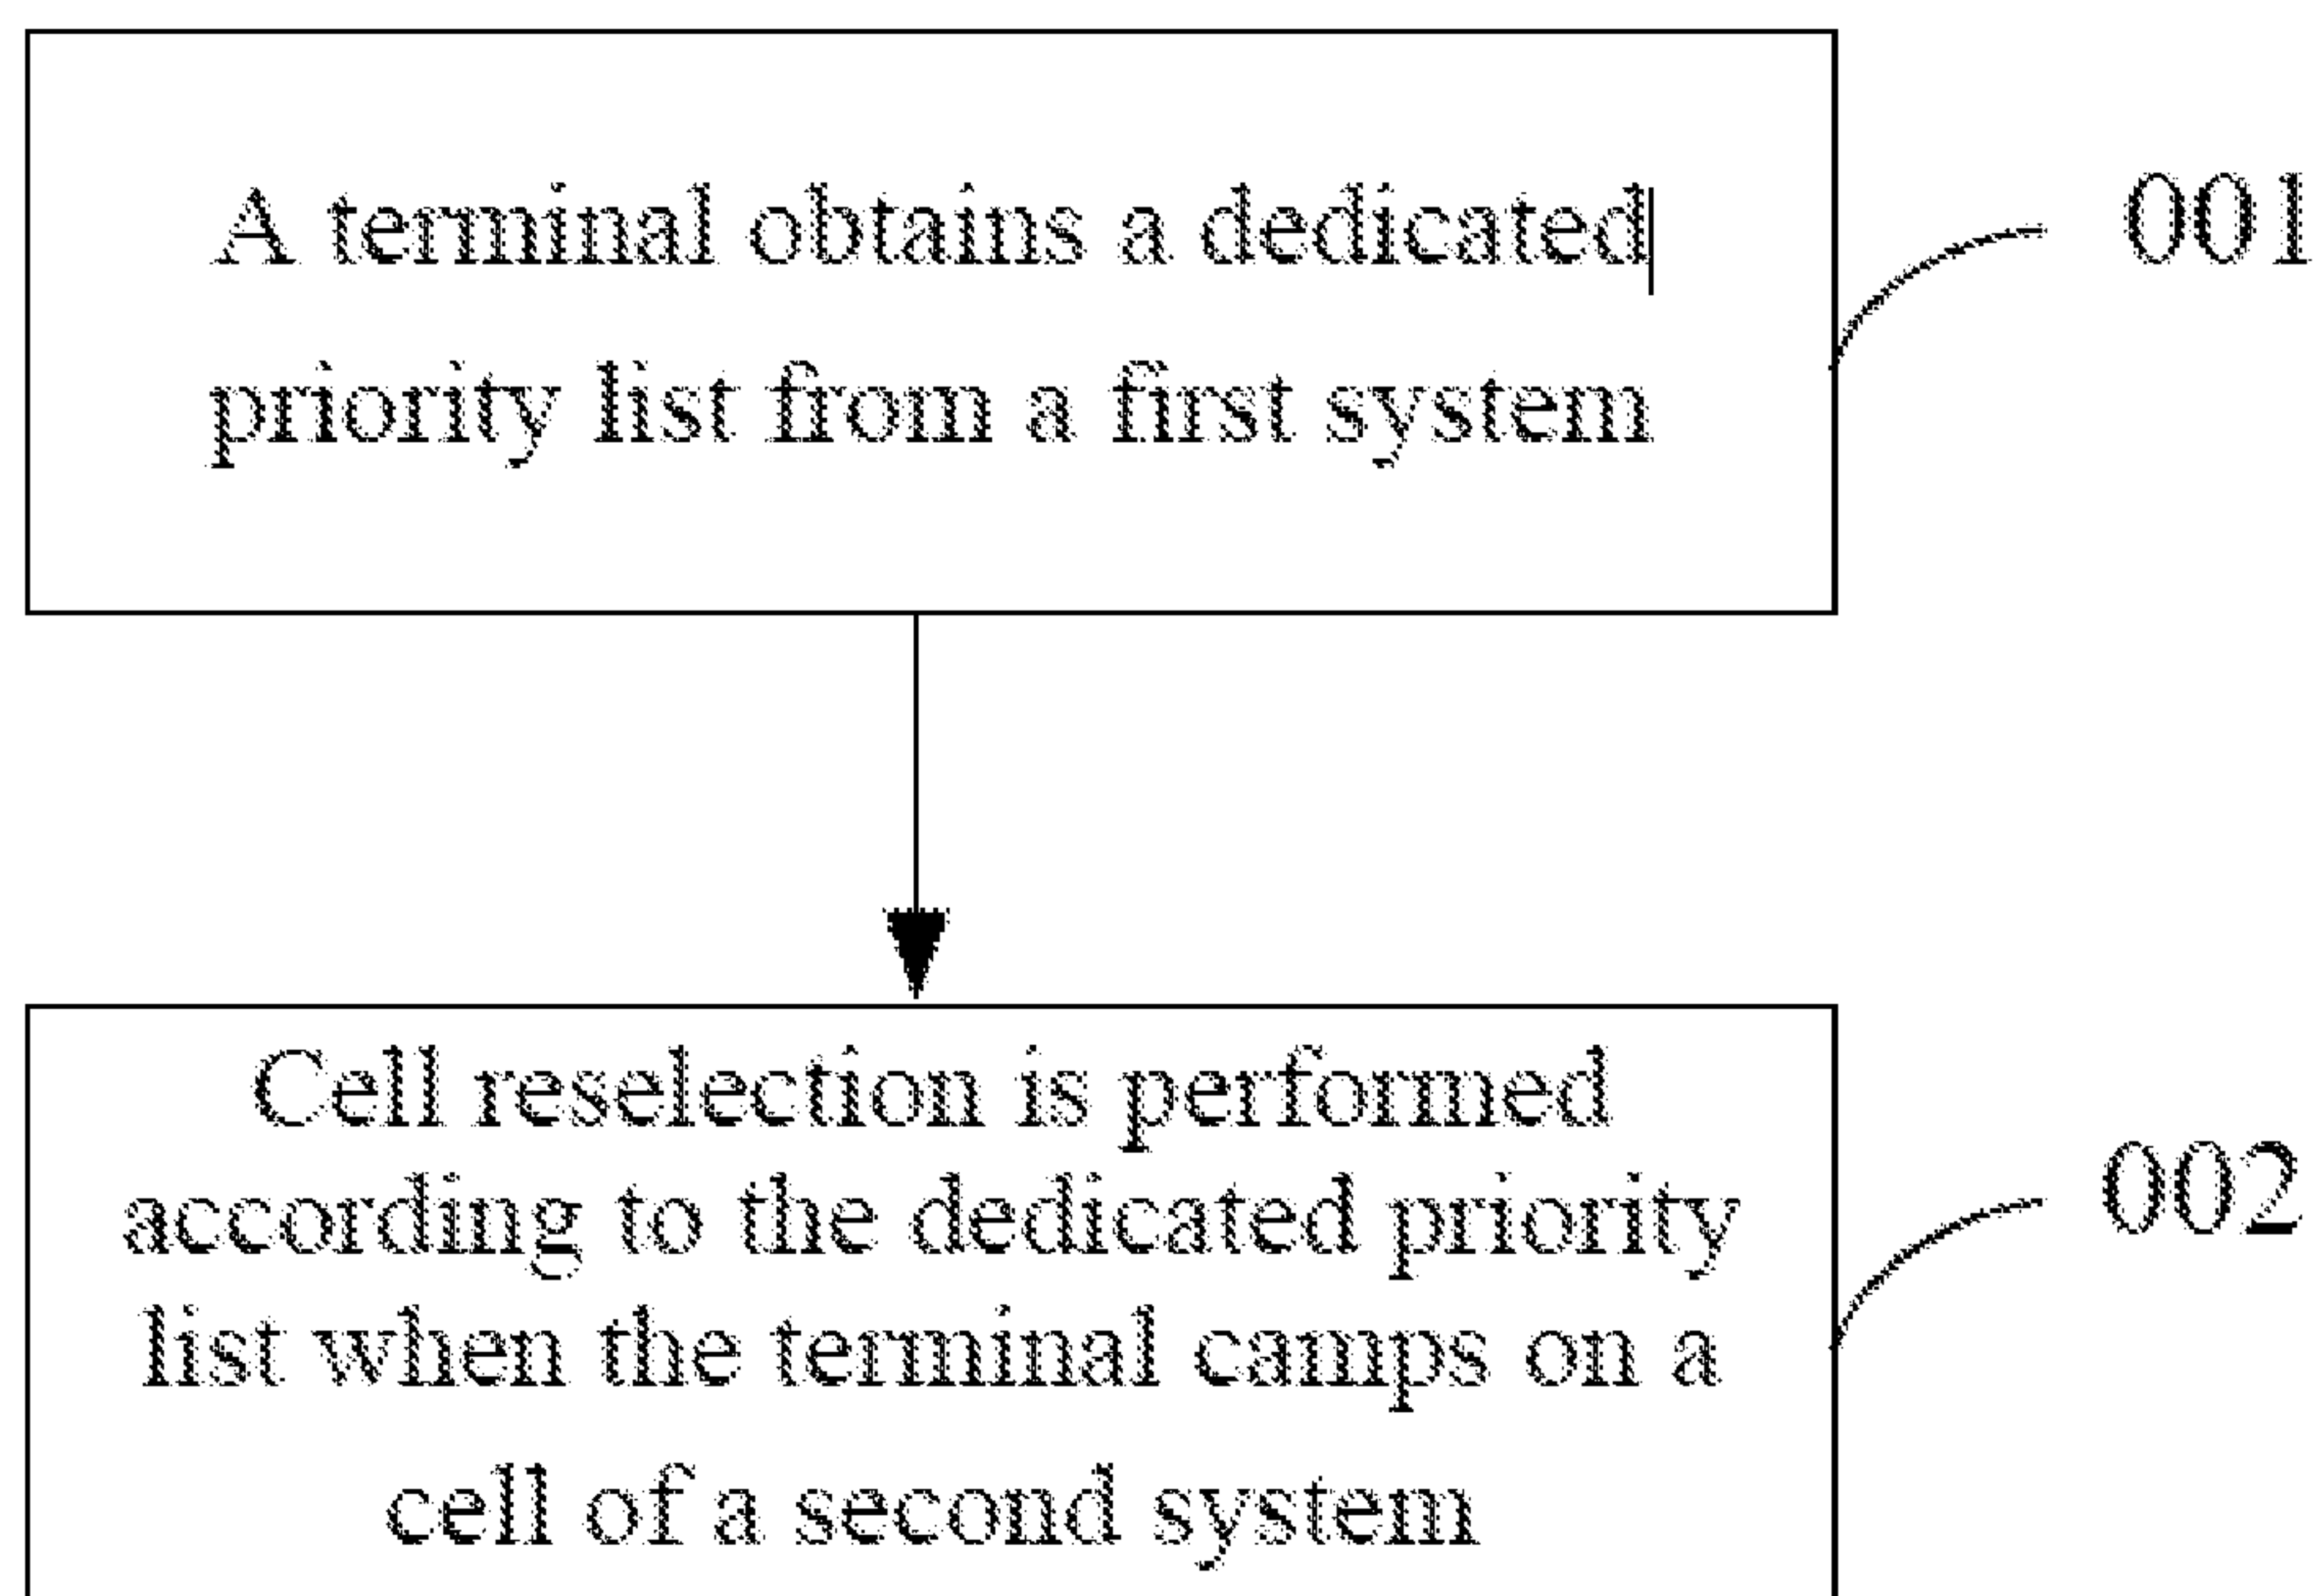 A terminal obtains a dedicated
priority list from a first system
001
Cell reselection is performed
according to the dedicated priority
list when the terminal camps on a
cell of a second system
002